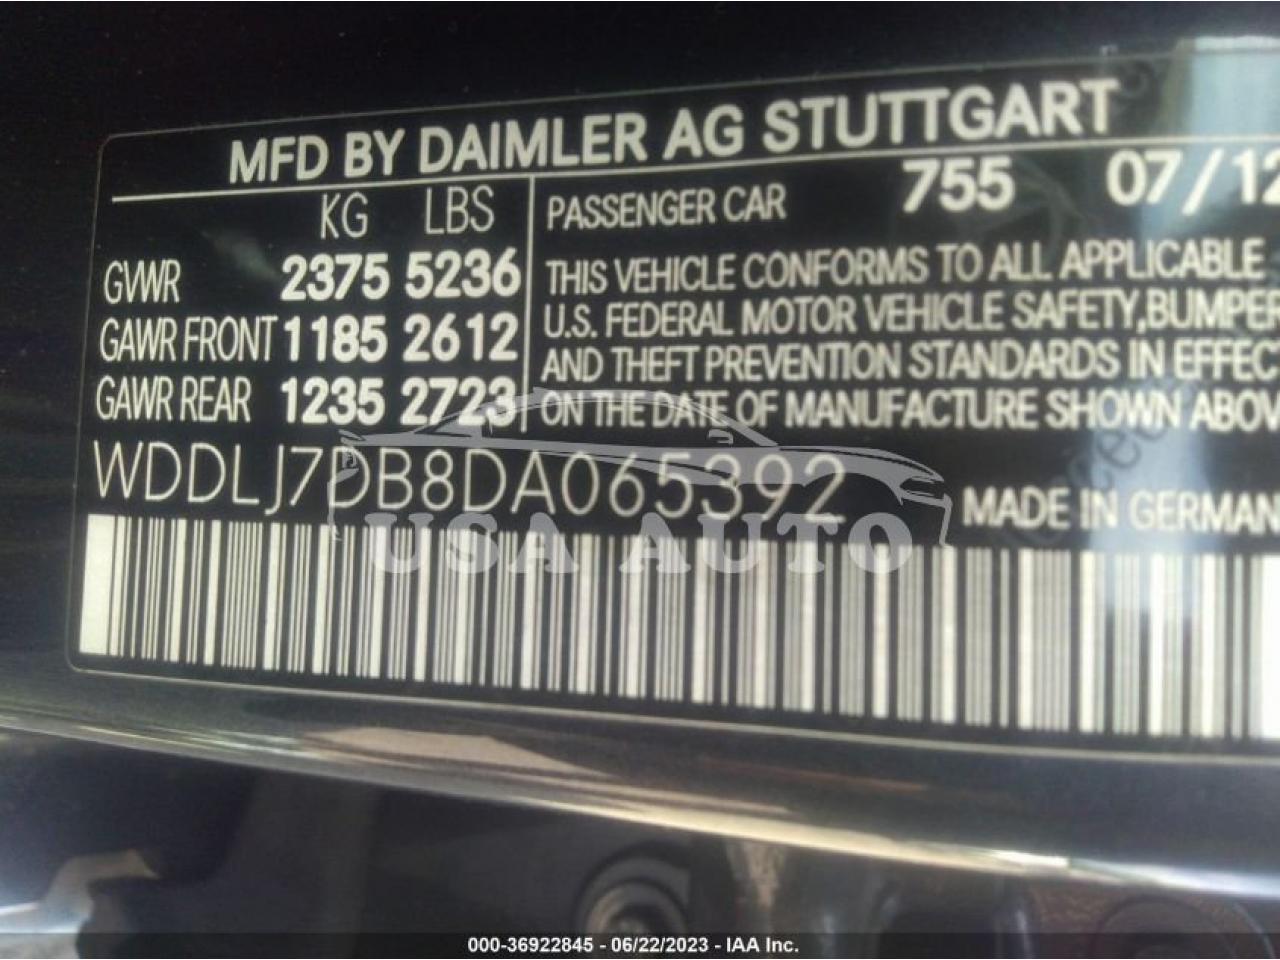 MFD BY DAIMLER AG STUTTGART
KG LBS
GVWR 2375 5236
GAWR FRONT 1185 2612
GAWR REAR 1235 2723
PASSENGER CAR 755 07/12
THIS VEHICLE CONFORMS TO ALL APPLICABLE
U.S. FEDERAL MOTOR VEHICLE SAFETY, BUMPER
AND THEFT PREVENTION STANDARDS IN EFFECT
ON THE DATE OF MANUFACTURE SHOWN ABOV
WDDLJ7DB8DA065392
MADE IN GERMAN
USA AUTO
000-36922845 - 06/22/2023 - IAA Inc.